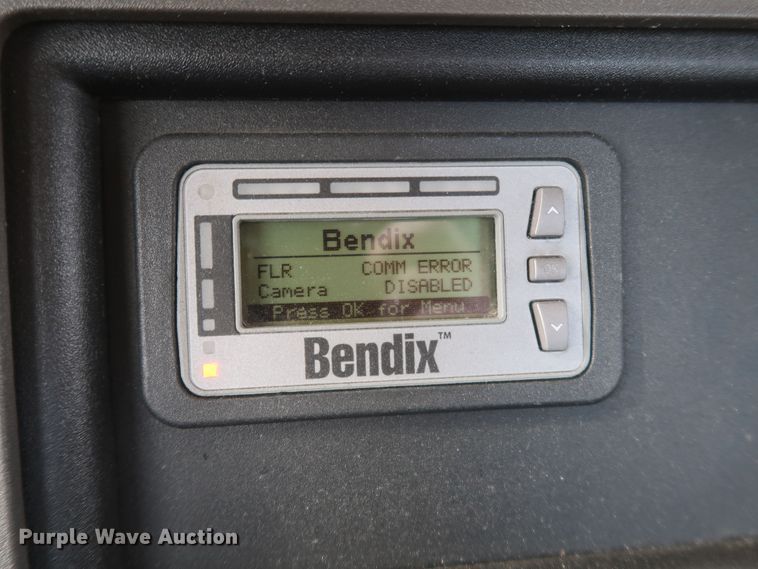 Bendix
FLR COMM ERROR
Camera DISABLED
Press OK for Menu
OK
Bendix™
Purple Wave Auction